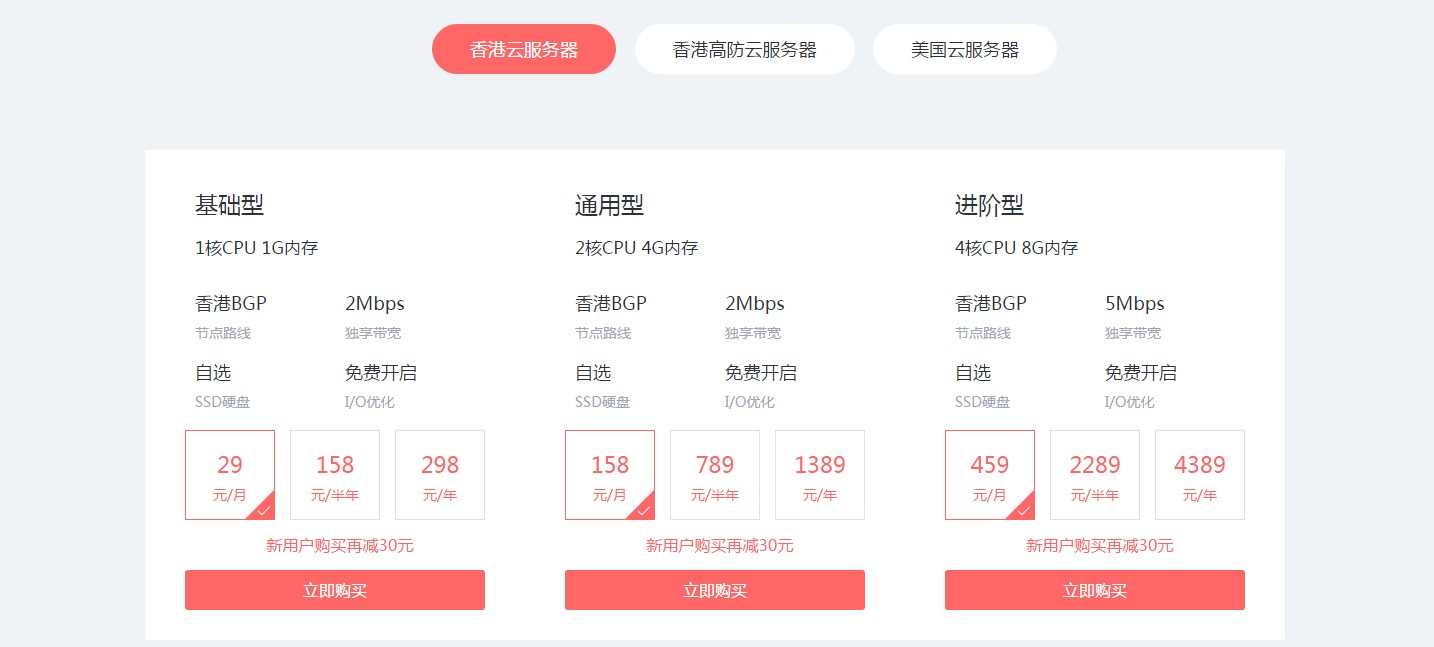 香港云服务器 香港高防云服务器 美国云服务器
基础型
1核CPU 1G内存
香港BGP 2Mbps
节点路线 独享带宽
自选 免费开启
SSD硬盘 I/O优化
29 158 298
元/月 元/半年 元/年
新用户购买再减30元
立即购买
通用型
2核CPU 4G内存
香港BGP 2Mbps
节点路线 独享带宽
自选 免费开启
SSD硬盘 I/O优化
158 789 1389
元/月 元/半年 元/年
新用户购买再减30元
立即购买
进阶型
4核CPU 8G内存
香港BGP 5Mbps
节点路线 独享带宽
自选 免费开启
SSD硬盘 I/O优化
459 2289 4389
元/月 元/半年 元/年
新用户购买再减30元
立即购买